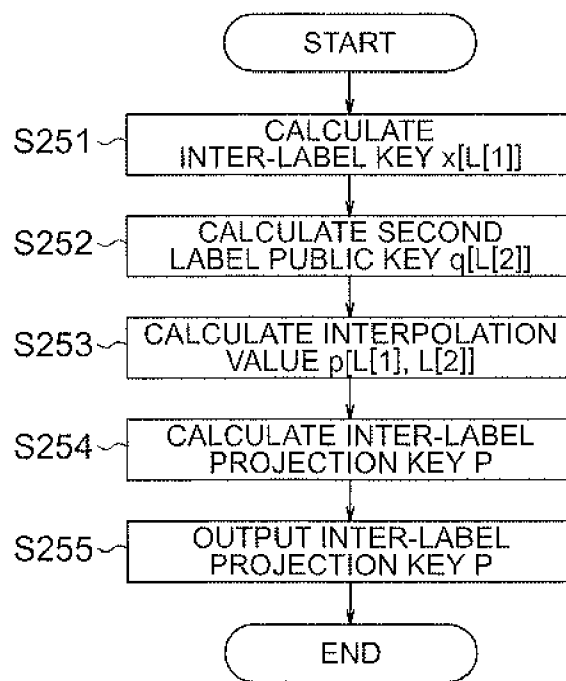 START
S251
CALCULATE
INTER-LABEL KEY x[L[1]]
S252
CALCULATE SECOND
LABEL PUBLIC KEY q[L[2]]
S253
CALCULATE INTERPOLATION
VALUE p[L[1], L[2]]
S254
CALCULATE INTER-LABEL
PROJECTION KEY P
S255
OUTPUT INTER-LABEL
PROJECTION KEY P
END